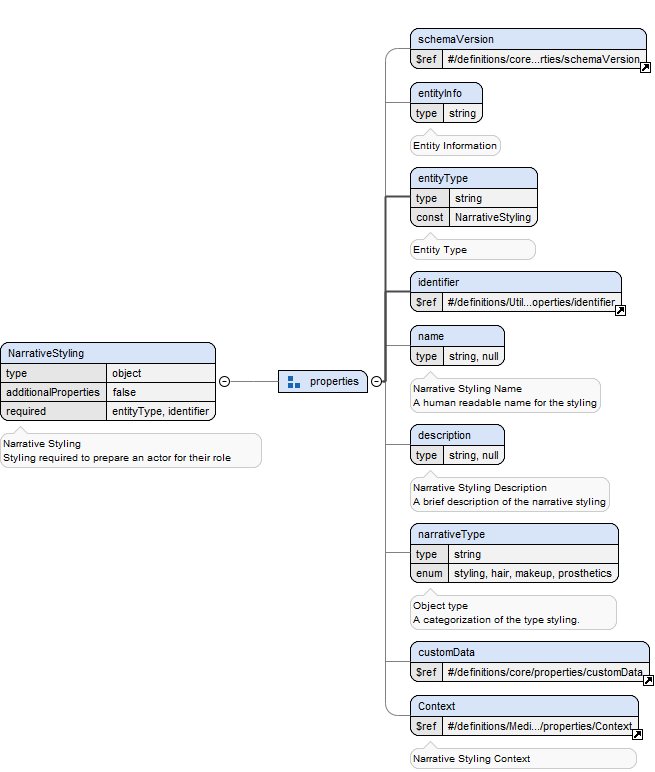 schemaVersion
$ref #/definitions/core...rties/schemaVersion
entityInfo
type string
Entity Information
entityType
type string
const NarrativeStyling
Entity Type
identifier
$ref #/definitions/Util...operties/identifier
NarrativeStyling
type object
additionalProperties false
required entityType, identifier
Narrative Styling
Styling required to prepare an actor for their role
properties
name
type string, null
Narrative Styling Name
A human readable name for the styling
description
type string, null
Narrative Styling Description
A brief description of the narrative styling
narrativeType
type string
enum styling, hair, makeup, prosthetics
Object type
A categorization of the type styling.
customData
$ref #/definitions/core/properties/customData
Context
$ref #/definitions/Medi.../properties/Context
Narrative Styling Context